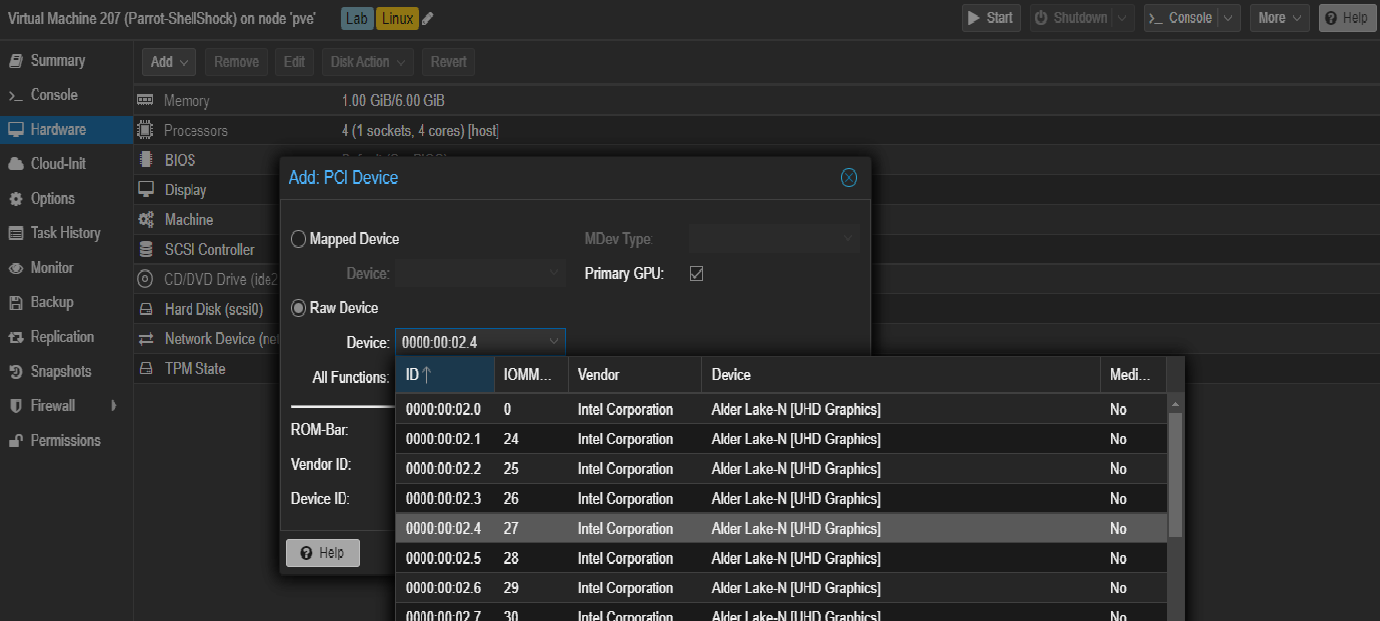 Virtual Machine 207 (Parrot-ShellShock) on node 'pve' Lab Linux Start Shutdown Console More Help
Summary
Console
Hardware
Cloud-Init
Options
Task History
Monitor
Backup
Replication
Snapshots
Firewall
Permissions
Add Remove Edit Disk Action Revert
Memory 1.00 GiB/6.00 GiB
Processors 4 (1 sockets, 4 cores) [host]
BIOS
Display
Machine
SCSI Controller
CD/DVD Drive (ide2
Hard Disk (scsi0)
Network Device (net
TPM State
Add: PCI Device
Mapped Device MDev Type:
Device: Primary GPU:
Raw Device
Device: 0000:00:02.4
All Functions:
ROM-Bar:
Vendor ID:
Device ID:
Help
ID IOMM... Vendor Device Medi...
0000:00:02.0 0 Intel Corporation Alder Lake-N [UHD Graphics] No
0000:00:02.1 24 Intel Corporation Alder Lake-N [UHD Graphics] No
0000:00:02.2 25 Intel Corporation Alder Lake-N [UHD Graphics] No
0000:00:02.3 26 Intel Corporation Alder Lake-N [UHD Graphics] No
0000:00:02.4 27 Intel Corporation Alder Lake-N [UHD Graphics] No
0000:00:02.5 28 Intel Corporation Alder Lake-N [UHD Graphics] No
0000:00:02.6 29 Intel Corporation Alder Lake-N [UHD Graphics] No
0000:00:02.7 30 Intel Corporation Alder Lake-N [UHD Graphics] No